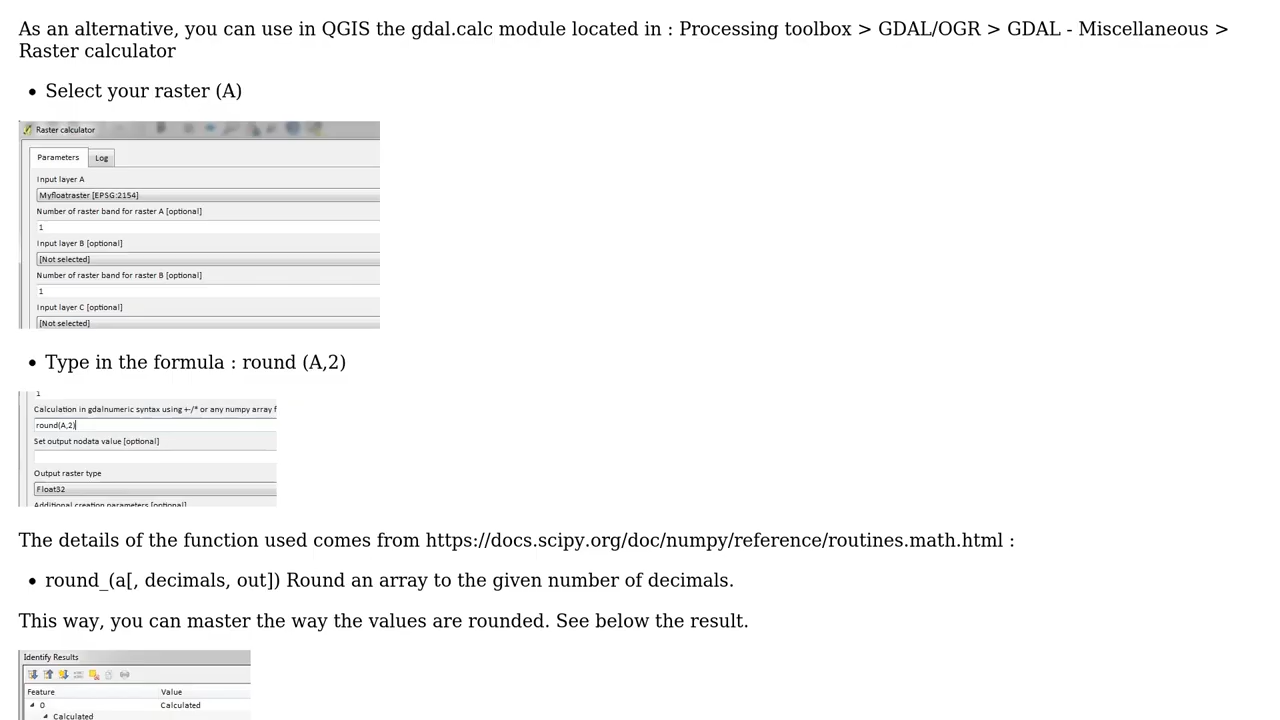 As an alternative, you can use in QGIS the gdal.calc module located in : Processing toolbox > GDAL/OGR > GDAL - Miscellaneous >
Raster calculator
• Select your raster (A)
Raster calculator
Parameters Log
Input layer A
Myfloatraster [EPSG:2154]
Number of raster band for raster A [optional]
1
Input layer B [optional]
[Not selected]
Number of raster band for raster B [optional]
1
Input layer C [optional]
[Not selected]
• Type in the formula : round (A,2)
1
Calculation in gdalnumeric syntax using +-/* or any numpy array f
round(A,2)
Set output nodata value [optional]
Output raster type
Float32
Additional creation parameters [optional]
The details of the function used comes from https://docs.scipy.org/doc/numpy/reference/routines.math.html :
• round_(a[, decimals, out]) Round an array to the given number of decimals.
This way, you can master the way the values are rounded. See below the result.
Identify Results
Feature Value
0 Calculated
Calculated